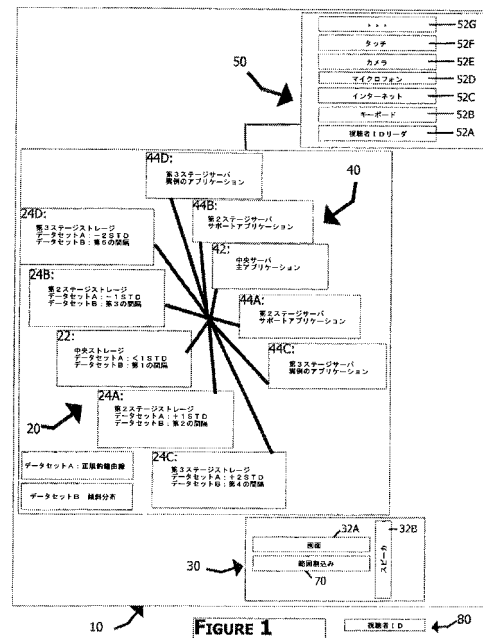 ・・・
52G
タッチ
52F
カメラ
52E
50
マイクロフォン
52D
インターネット
52C
キーボード
52B
視聴者IDリーダ
52A
44D:
第3ステージサーバ
異例のアプリケーション
40
24D:
第3ステージストレージ
データセットA:-2STD
データセットB:第5の間隔
44B:
第2ステージサーバ
サポートアプリケーション
42:
中央サーバ
主アプリケーション
24B:
第2ステージストレージ
データセットA:-1STD
データセットB:第3の間隔
44A:
第2ステージサーバ
サポートアプリケーション
22:
中央ストレージ
データセットA:<1STD
データセットB:第1の間隔
44C:
第3ステージサーバ
異例のアプリケーション
20
24A:
第2ステージストレージ
データセットA:+1STD
データセットB:第2の間隔
24C:
第3ステージストレージ
データセットA:+2STD
データセットB:第4の間隔
データセットA:正規的鐘曲線
データセットB 傾斜分布
32A
32B
画面
スピーカ
30
範囲割込み
70
10
FIGURE 1
視聴者ID
80